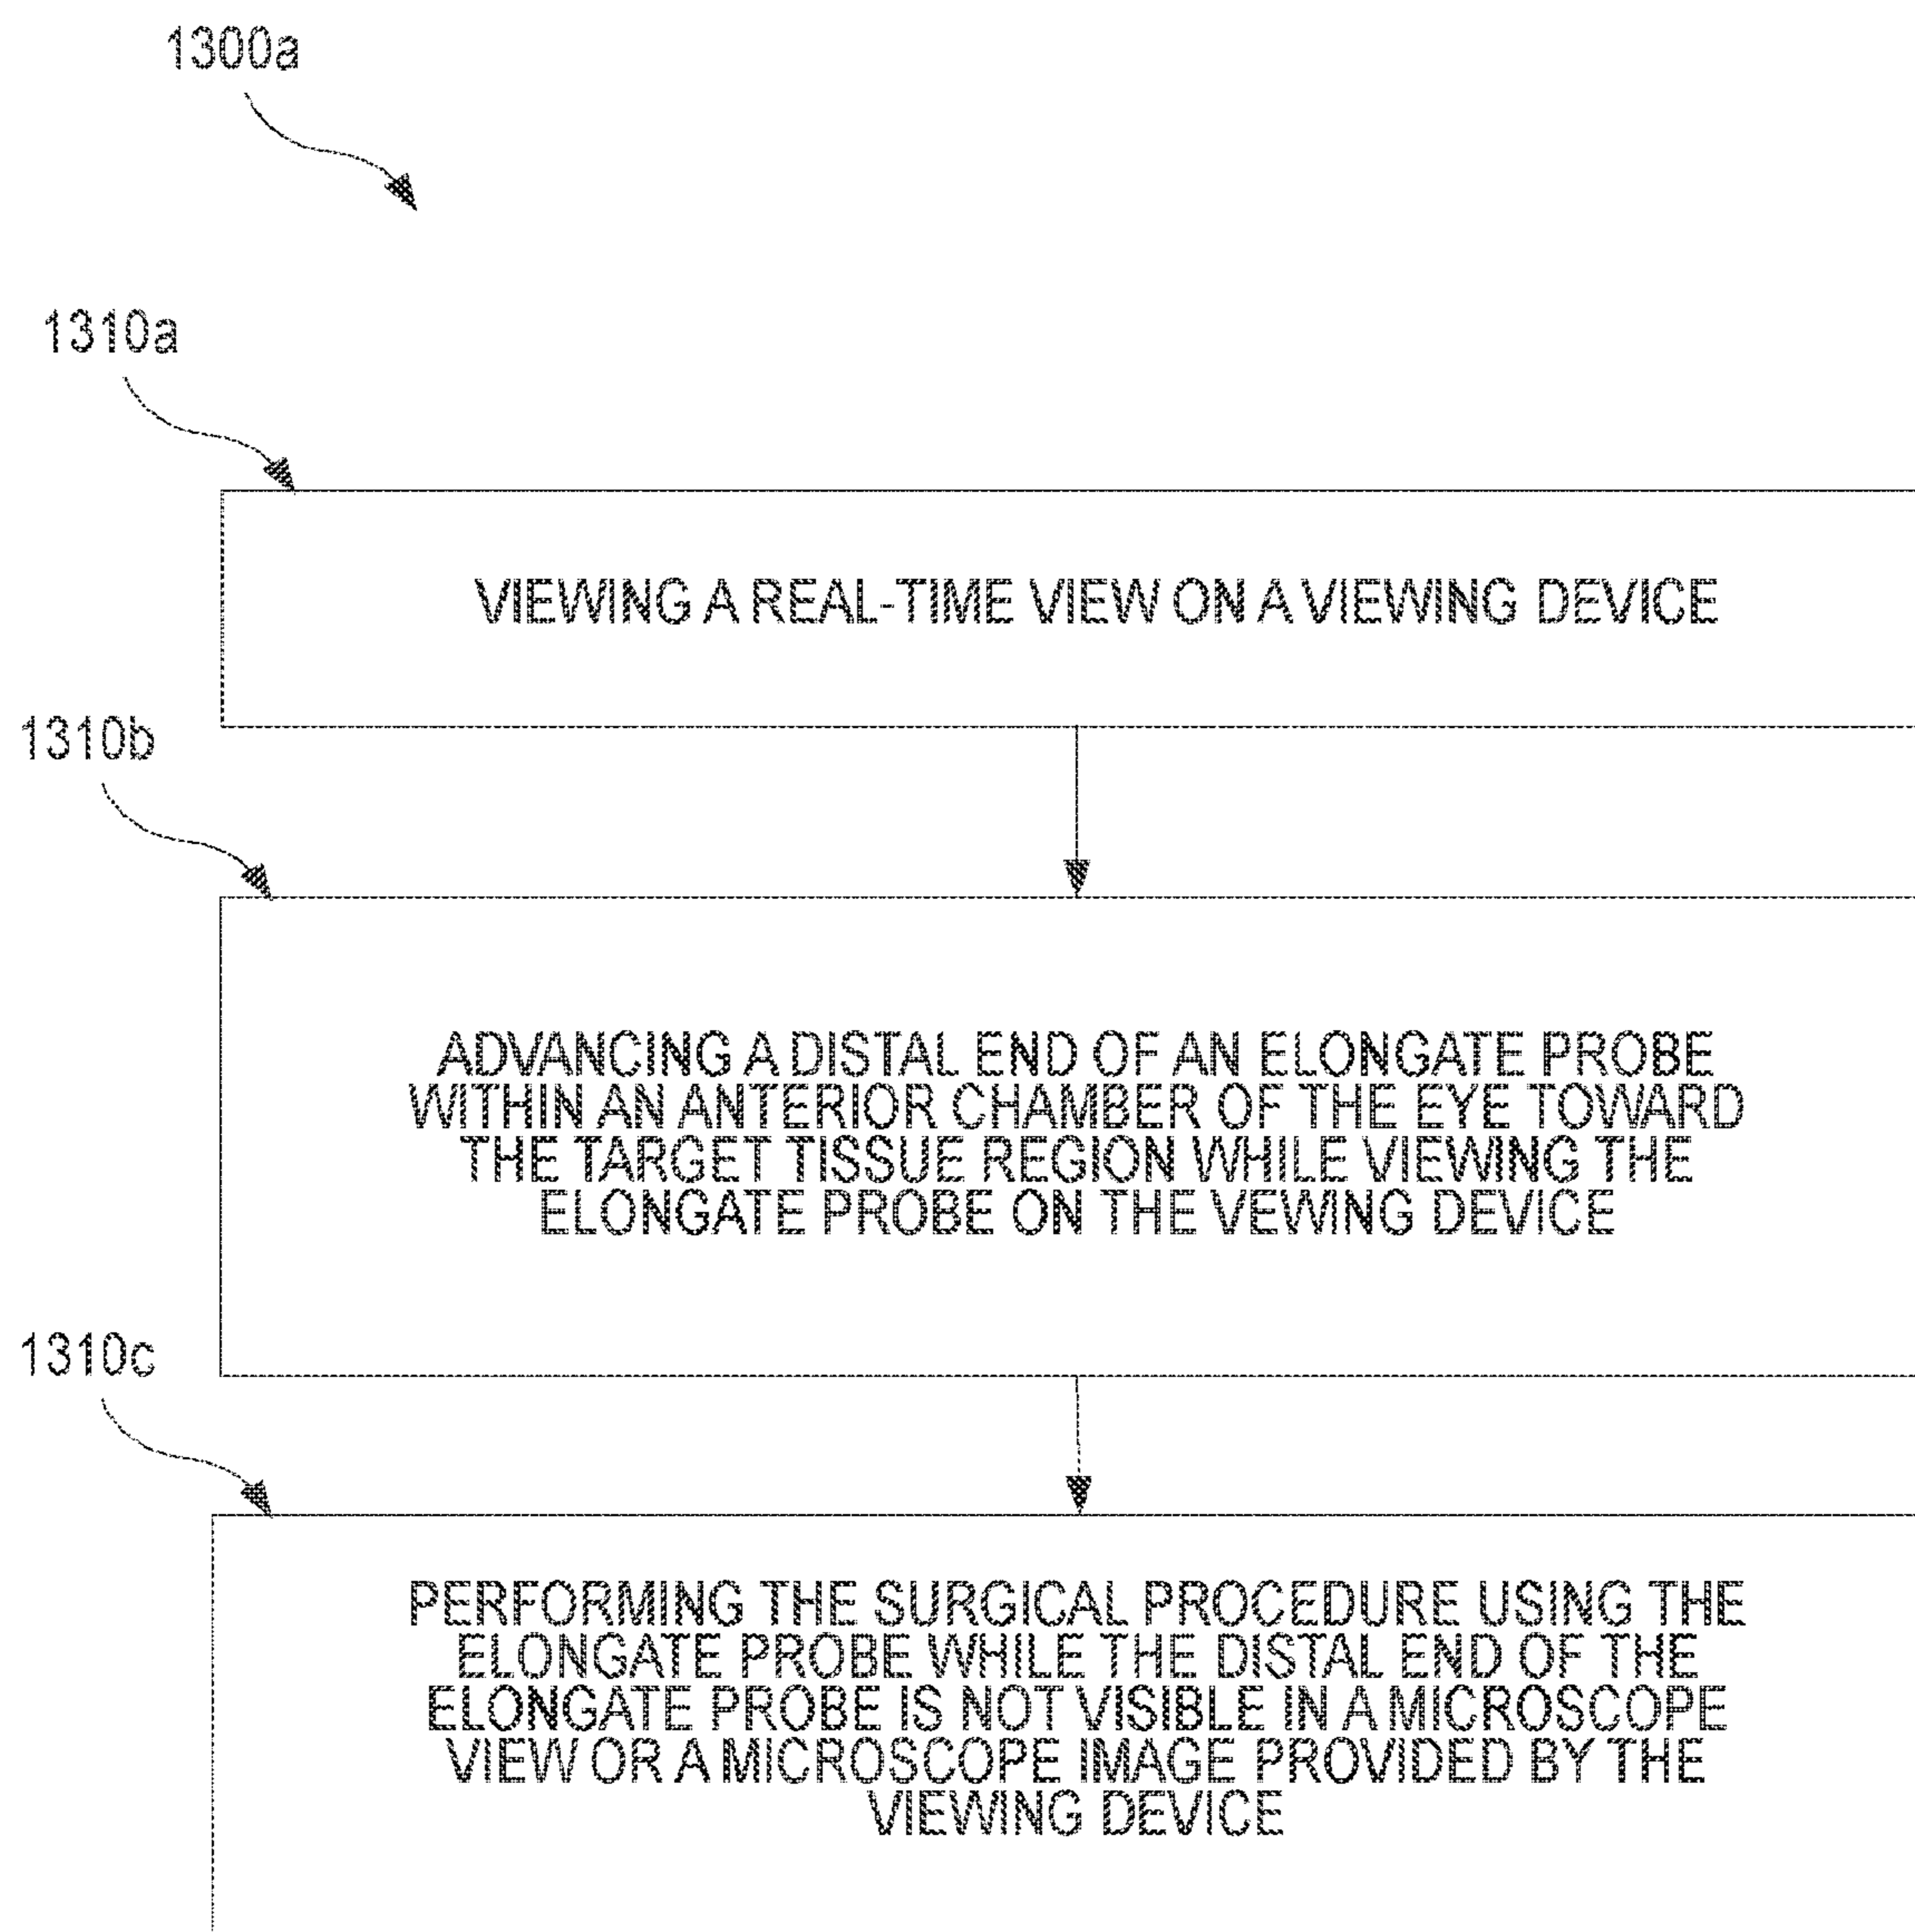 1300a
1310a
VIEWING A REAL-TIME VIEW ON A VIEWING DEVICE
1310b
ADVANCING A DISTAL END OF AN ELONGATE PROBE
WITHIN AN ANTERIOR CHAMBER OF THE EYE TOWARD
THE TARGET TISSUE REGION WHILE VIEWING THE
ELONGATE PROBE ON THE VEWING DEVICE
1310c
PERFORMING THE SURGICAL PROCEDURE USING THE
ELONGATE PROBE WHILE THE DISTAL END OF THE
ELONGATE PROBE IS NOT VISIBLE IN A MICROSCOPE
VIEW OR A MICROSCOPE IMAGE PROVIDED BY THE
VIEWING DEVICE